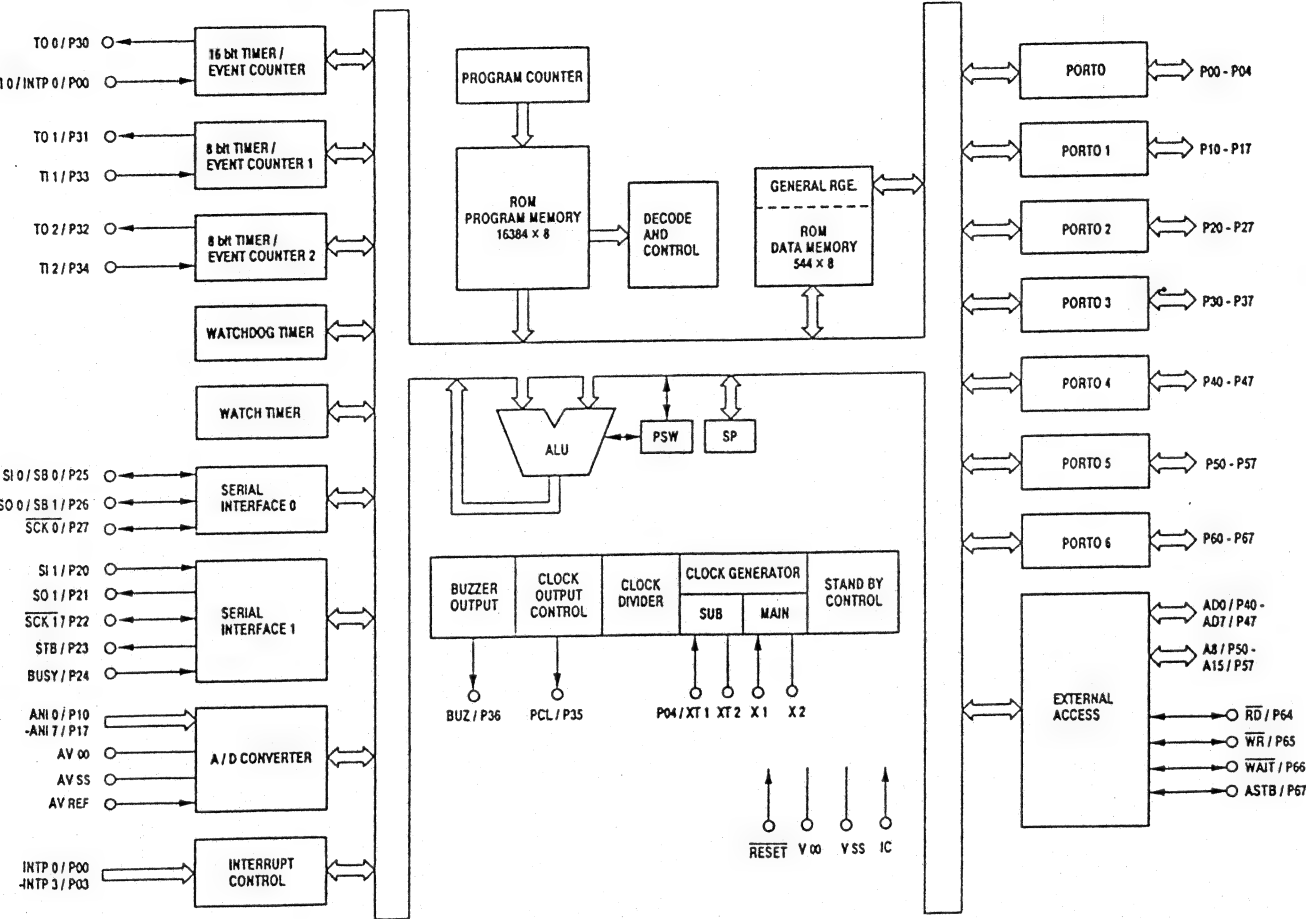 TO 0 / P30
I 0 / INTP 0 / P00
16 bit TIMER /
EVENT COUNTER
TO 1 / P31
TI 1 / P33
8 bit TIMER /
EVENT COUNTER 1
TO 2 / P32
TI 2 / P34
8 bit TIMER /
EVENT COUNTER 2
WATCHDOG TIMER
WATCH TIMER
SI 0 / SB 0 / P25
SO 0 / SB 1 / P26
SCK 0 / P27
SERIAL
INTERFACE 0
SI 1 / P20
SO 1 / P21
SCK 1 / P22
STB / P23
BUSY / P24
SERIAL
INTERFACE 1
ANI 0 / P10
-ANI 7 / P17
AV DD
AV SS
AV REF
A / D CONVERTER
INTP 0 / P00
-INTP 3 / P03
INTERRUPT
CONTROL
PROGRAM COUNTER
ROM
PROGRAM MEMORY
16384 × 8
DECODE
AND
CONTROL
GENERAL RGE.
ROM
DATA MEMORY
544 × 8
ALU
PSW
SP
BUZZER
OUTPUT
CLOCK
OUTPUT
CONTROL
CLOCK
DIVIDER
CLOCK GENERATOR
SUB
MAIN
STAND BY
CONTROL
BUZ / P36
PCL / P35
P04 / XT 1
XT 2
X 1
X 2
RESET
V DD
V SS
IC
PORTO
P00 - P04
PORTO 1
P10 - P17
PORTO 2
P20 - P27
PORTO 3
P30 - P37
PORTO 4
P40 - P47
PORTO 5
P50 - P57
PORTO 6
P60 - P67
EXTERNAL
ACCESS
AD0 / P40 -
AD7 / P47
A8 / P50 -
A15 / P57
RD / P64
WR / P65
WAIT / P66
ASTB / P67